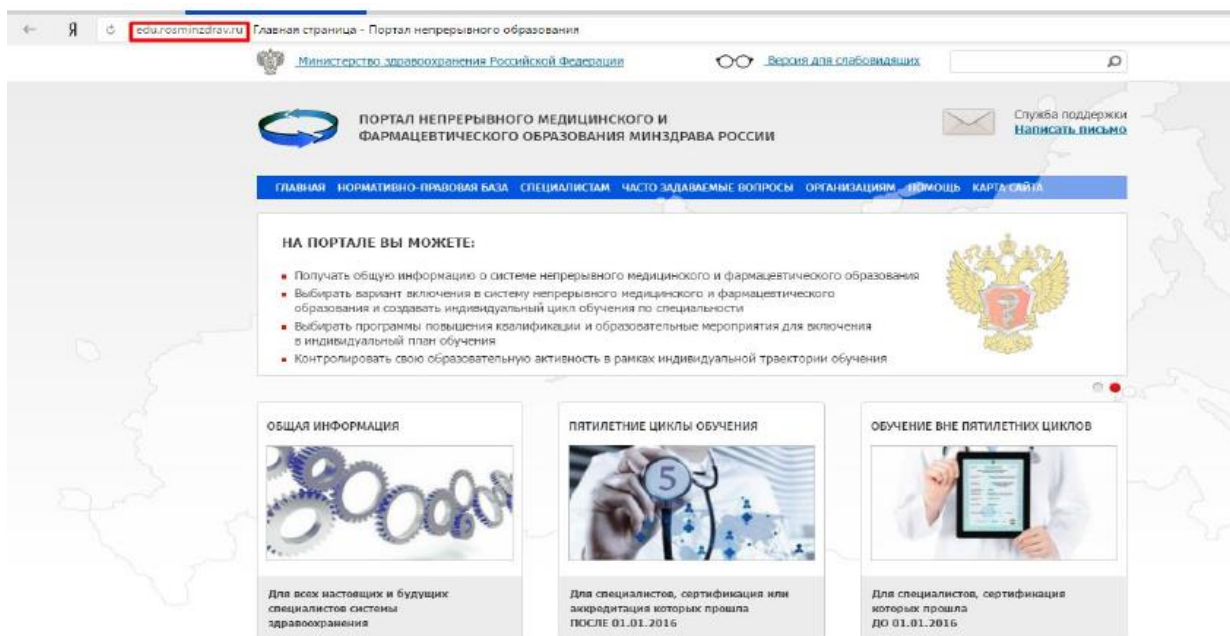 Я edu.rosminzdrav.ru Главная страница - Портал непрерывного образования
Министерство здравоохранения Российской Федерации Версия для слабовидящих
ПОРТАЛ НЕПРЕРЫВНОГО МЕДИЦИНСКОГО И
ФАРМАЦЕВТИЧЕСКОГО ОБРАЗОВАНИЯ МИНЗДРАВА РОССИИ
Служба поддержки
Написать письмо
ГЛАВНАЯ НОРМАТИВНО-ПРАВОВАЯ БАЗА СПЕЦИАЛИСТАМ ЧАСТО ЗАДАВАЕМЫЕ ВОПРОСЫ ОРГАНИЗАЦИЯМ ПОМОЩЬ КАРТА САЙТА
НА ПОРТАЛЕ ВЫ МОЖЕТЕ:
Получать общую информацию о системе непрерывного медицинского и фармацевтического образования
Выбирать вариант включения в систему непрерывного медицинского и фармацевтического
образования и создавать индивидуальный цикл обучения по специальности
Выбирать программы повышения квалификации и образовательные мероприятия для включения
в индивидуальный план обучения
Контролировать свою образовательную активность в рамках индивидуальной траектории обучения
ОБЩАЯ ИНФОРМАЦИЯ
Для всех настоящих и будущих
специалистов системы
здравоохранения
ПЯТИЛЕТНИЕ ЦИКЛЫ ОБУЧЕНИЯ
5
Для специалистов, сертификация или
аккредитация которых прошла
ПОСЛЕ 01.01.2016
ОБУЧЕНИЕ ВНЕ ПЯТИЛЕТНИХ ЦИКЛОВ
Для специалистов, сертификация
которых прошла
ДО 01.01.2016